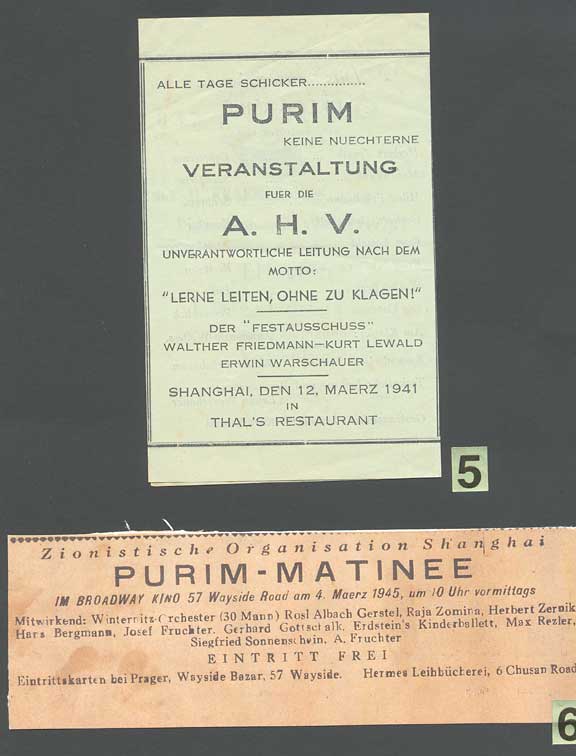 ALLE TAGE SCHICKER..............
PURIM
KEINE NUECHTERNE
VERANSTALTUNG
FUER DIE
A. H. V.
UNVERANTWORTLICHE LEITUNG NACH DEM
MOTTO:
"LERNE LEITEN, OHNE ZU KLAGEN!"
DER "FESTAUSSCHUSS"
WALTHER FRIEDMANN—KURT LEWALD
ERWIN WARSCHAUER
SHANGHAI, DEN 12, MAERZ 1941
IN
THAL'S RESTAURANT
5
Zionistische Organisation Shanghai
PURIM-MATINEE
IM BROADWAY KINO 57 Wayside Road am 4. Maerz 1945, um 10 Uhr vormittags
Mitwirkend: Winternitz-Orchester (30 Mann) Rosl Albach Gerstel, Raja Zomina, Herbert Zernik
Hans Bergmann, Josef Fruchter, Gerhard Gottschalk, Erdstein's Kinderballett, Max Rezler,
Siegfried Sonnenschein, A. Fruchter
EINTRITT FREI
Eintrittskarten bei Prager, Wayside Bazar, 57 Wayside. Hermes Leihbücherei, 6 Chusan Road
6